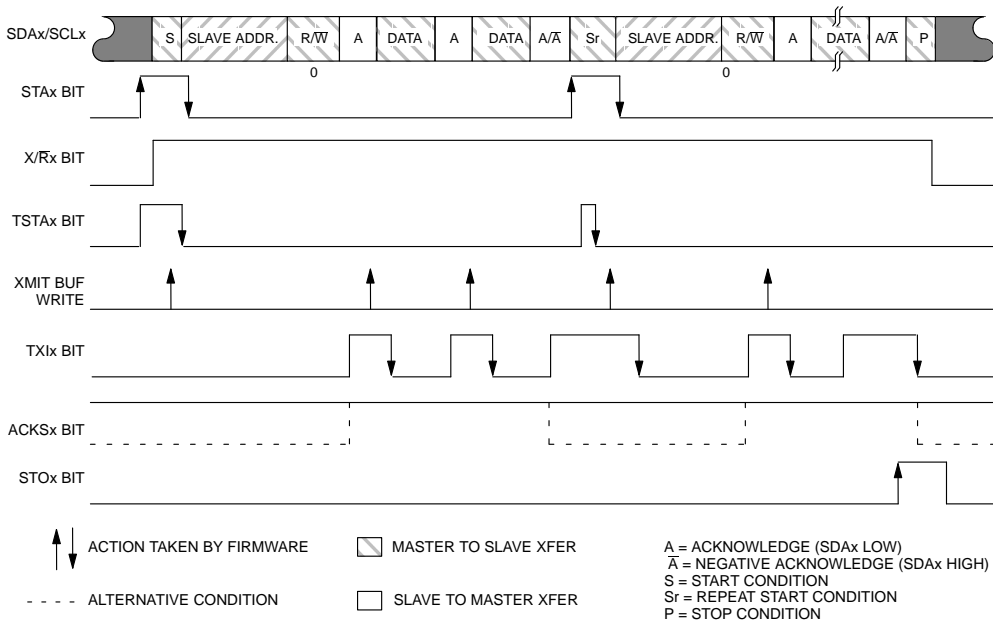 SDAx/SCLx S SLAVE ADDR. R/W̅ A DATA A DATA A/A̅ Sr SLAVE ADDR. R/W̅ A DATA A/A̅ P
0 0
STAx BIT
X/R̅x BIT
TSTAx BIT
XMIT BUF
WRITE
TXIx BIT
ACKSx BIT
STOx BIT
ACTION TAKEN BY FIRMWARE
MASTER TO SLAVE XFER
ALTERNATIVE CONDITION
SLAVE TO MASTER XFER
A = ACKNOWLEDGE (SDAx LOW)
A̅ = NEGATIVE ACKNOWLEDGE (SDAx HIGH)
S = START CONDITION
Sr = REPEAT START CONDITION
P = STOP CONDITION